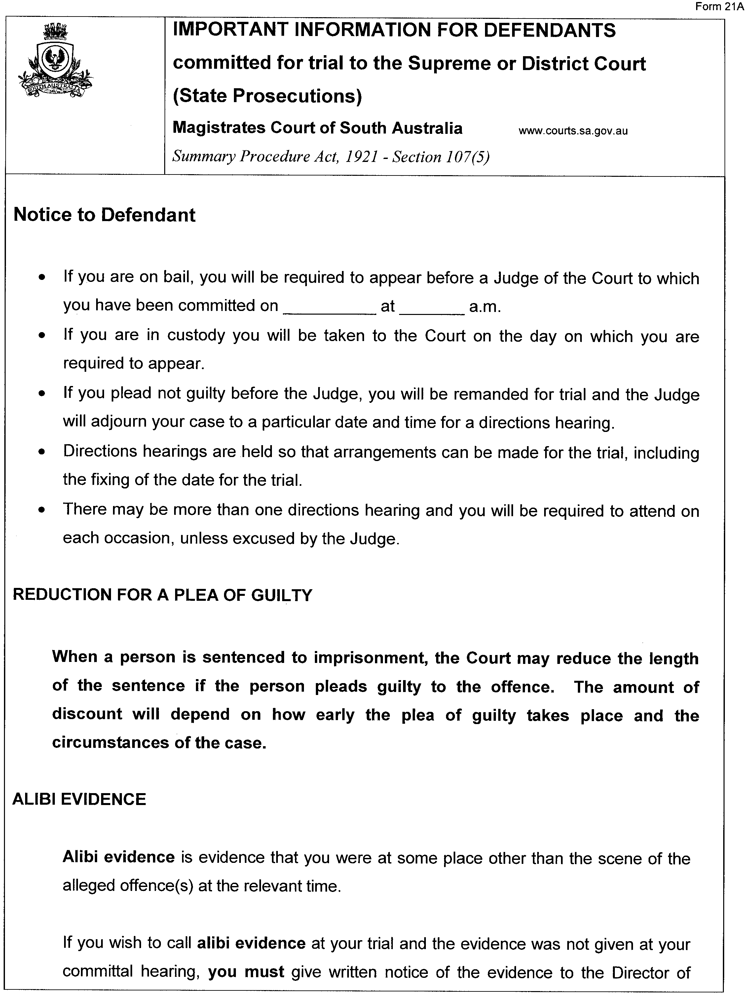 Form 21A
IMPORTANT INFORMATION FOR DEFENDANTS
committed for trial to the Supreme or District Court
(State Prosecutions)
Magistrates Court of South Australia www.courts.sa.gov.au
Summary Procedure Act, 1921 - Section 107(5)
SOUTH AUSTRALIA
Notice to Defendant
• If you are on bail, you will be required to appear before a Judge of the Court to which
you have been committed on __________ at _______ a.m.
• If you are in custody you will be taken to the Court on the day on which you are
required to appear.
• If you plead not guilty before the Judge, you will be remanded for trial and the Judge
will adjourn your case to a particular date and time for a directions hearing.
• Directions hearings are held so that arrangements can be made for the trial, including
the fixing of the date for the trial.
• There may be more than one directions hearing and you will be required to attend on
each occasion, unless excused by the Judge.
REDUCTION FOR A PLEA OF GUILTY
When a person is sentenced to imprisonment, the Court may reduce the length
of the sentence if the person pleads guilty to the offence. The amount of
discount will depend on how early the plea of guilty takes place and the
circumstances of the case.
ALIBI EVIDENCE
Alibi evidence is evidence that you were at some place other than the scene of the
alleged offence(s) at the relevant time.
If you wish to call alibi evidence at your trial and the evidence was not given at your
committal hearing, you must give written notice of the evidence to the Director of